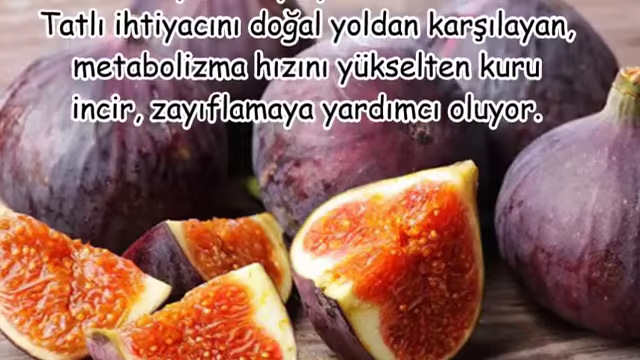 Tatlı ihtiyacını doğal yoldan karşılayan,
metabolizma hızını yükselten kuru
incir, zayıflamaya yardımcı oluyor.